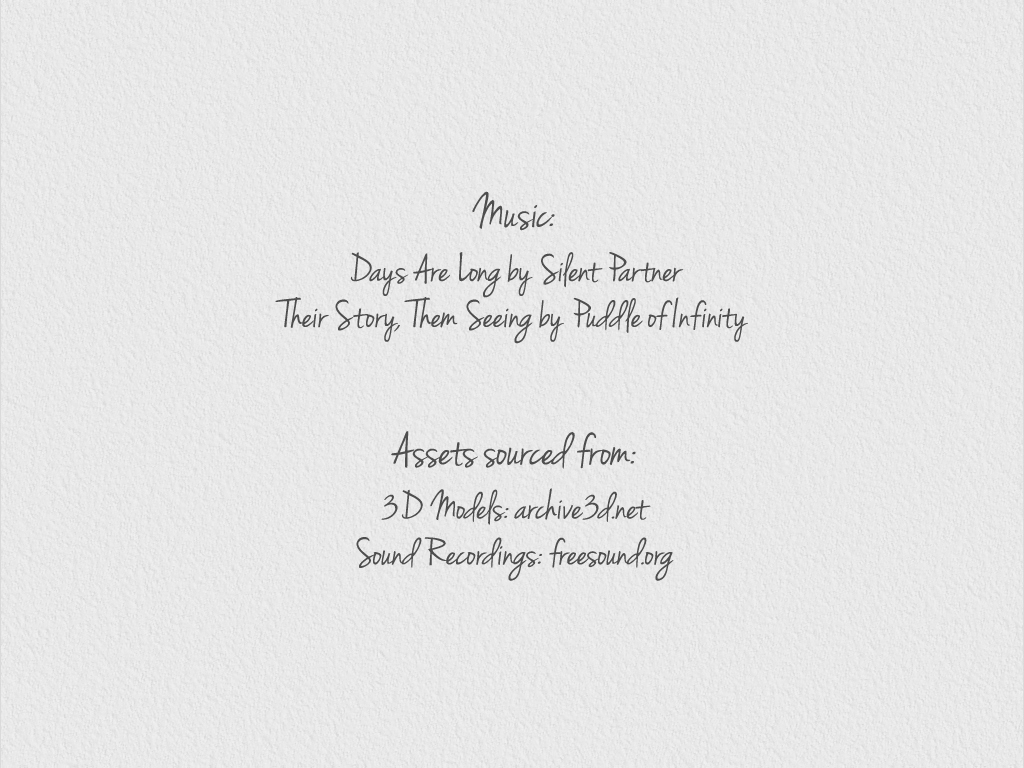 Music:
Days Are Long by Silent Partner
Their Story, Them Seeing by Puddle of Infinity
Assets sourced from:
3D Models: archive3d.net
Sound Recordings: freesound.org